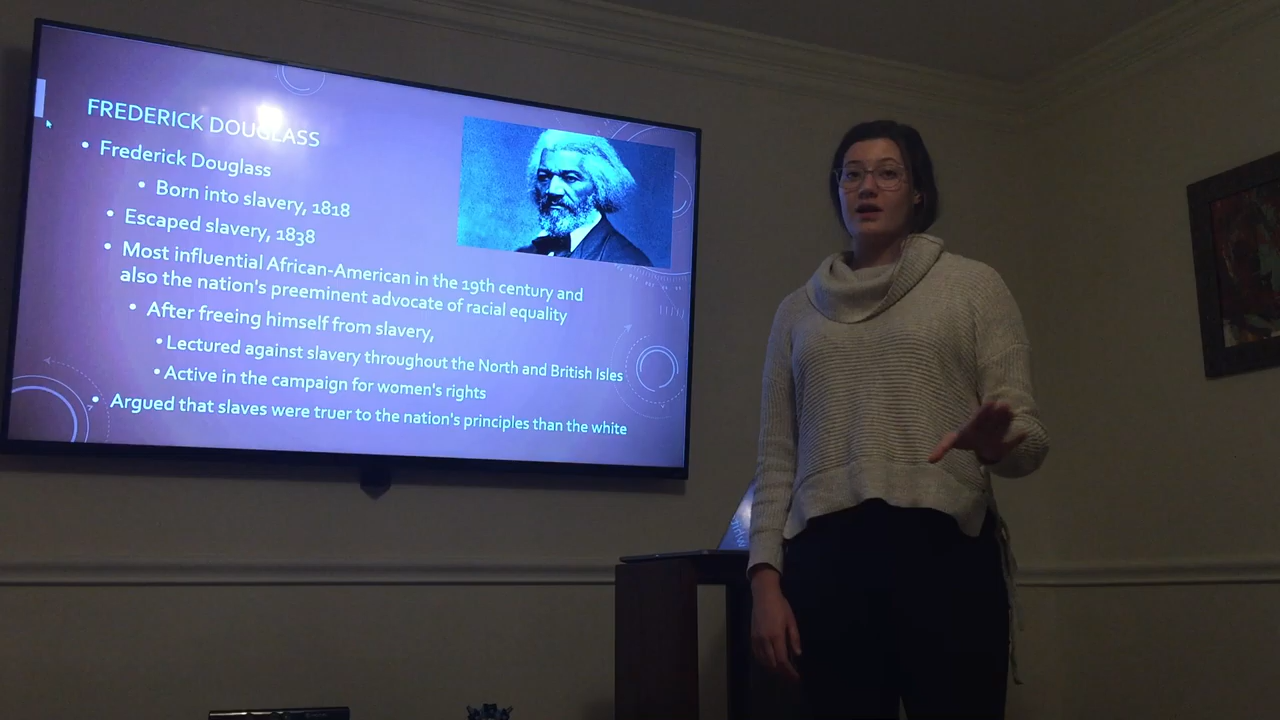 FREDERICK DOUGLASS
• Frederick Douglass
• Born into slavery, 1818
• Escaped slavery, 1838
• Most influential African-American in the 19th century and
also the nation's preeminent advocate of racial equality
• After freeing himself from slavery,
• Lectured against slavery throughout the North and British Isles
• Active in the campaign for women's rights
• Argued that slaves were truer to the nation's principles than the white